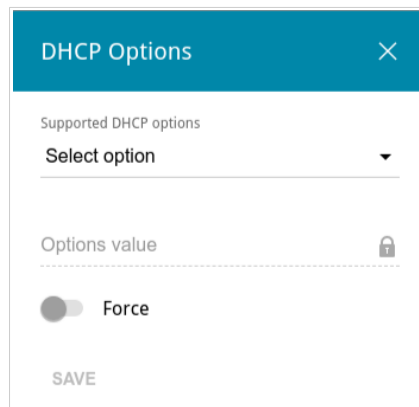 DHCP Options
Supported DHCP options
Select option
Options value
Force
SAVE